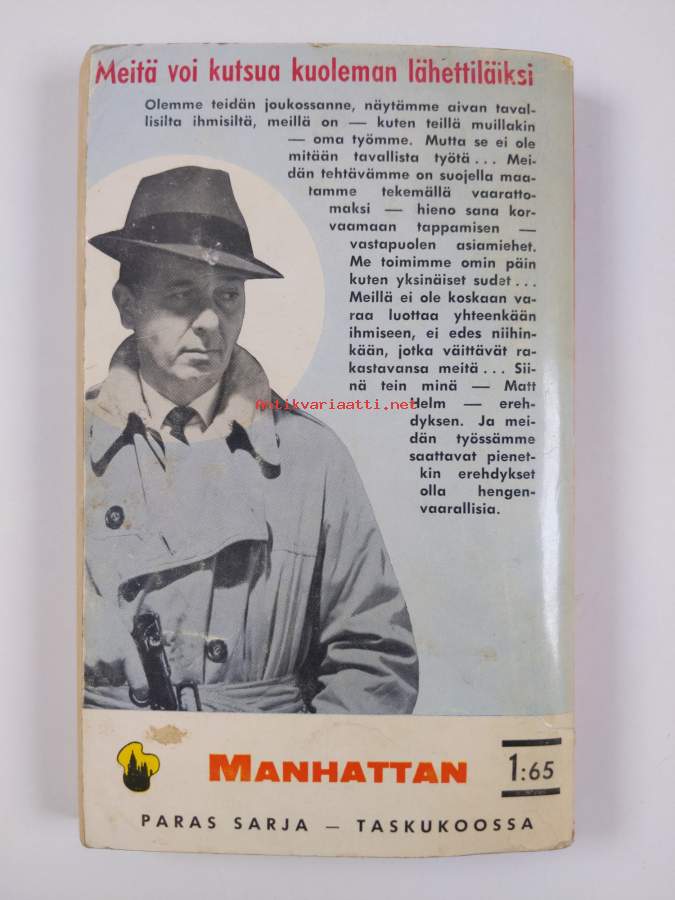 Meitä voi kutsua kuoleman lähettiläiksi
Olemme teidän joukossanne, näytämme aivan taval-
lisilta ihmisiltä, meillä on — kuten teillä muillakin
— oma työmme. Mutta se ei ole
mitään tavallista työtä... Mei-
dän tehtävämme on suojella maa-
tamme tekemällä vaaratto-
maksi — hieno sana kor-
vaamaan tappamisen —
vastapuolen asiamiehet.
Me toimimme omin päin
kuten yksinäiset sudet...
Meillä ei ole koskaan va-
raa luottaa yhteenkään
ihmiseen, ei edes niihin-
kään, jotka väittävät ra-
kastavansa meitä... Sii-
nä tein minä — Matt
Helm — ereh-
dyksen. Ja mei-
dän työssämme
saattavat pienet-
kin erehdykset
olla hengen-
vaarallisia.
Antikvariaatti.net
MANHATTAN
1:65
PARAS SARJA — TASKUKOOSSA